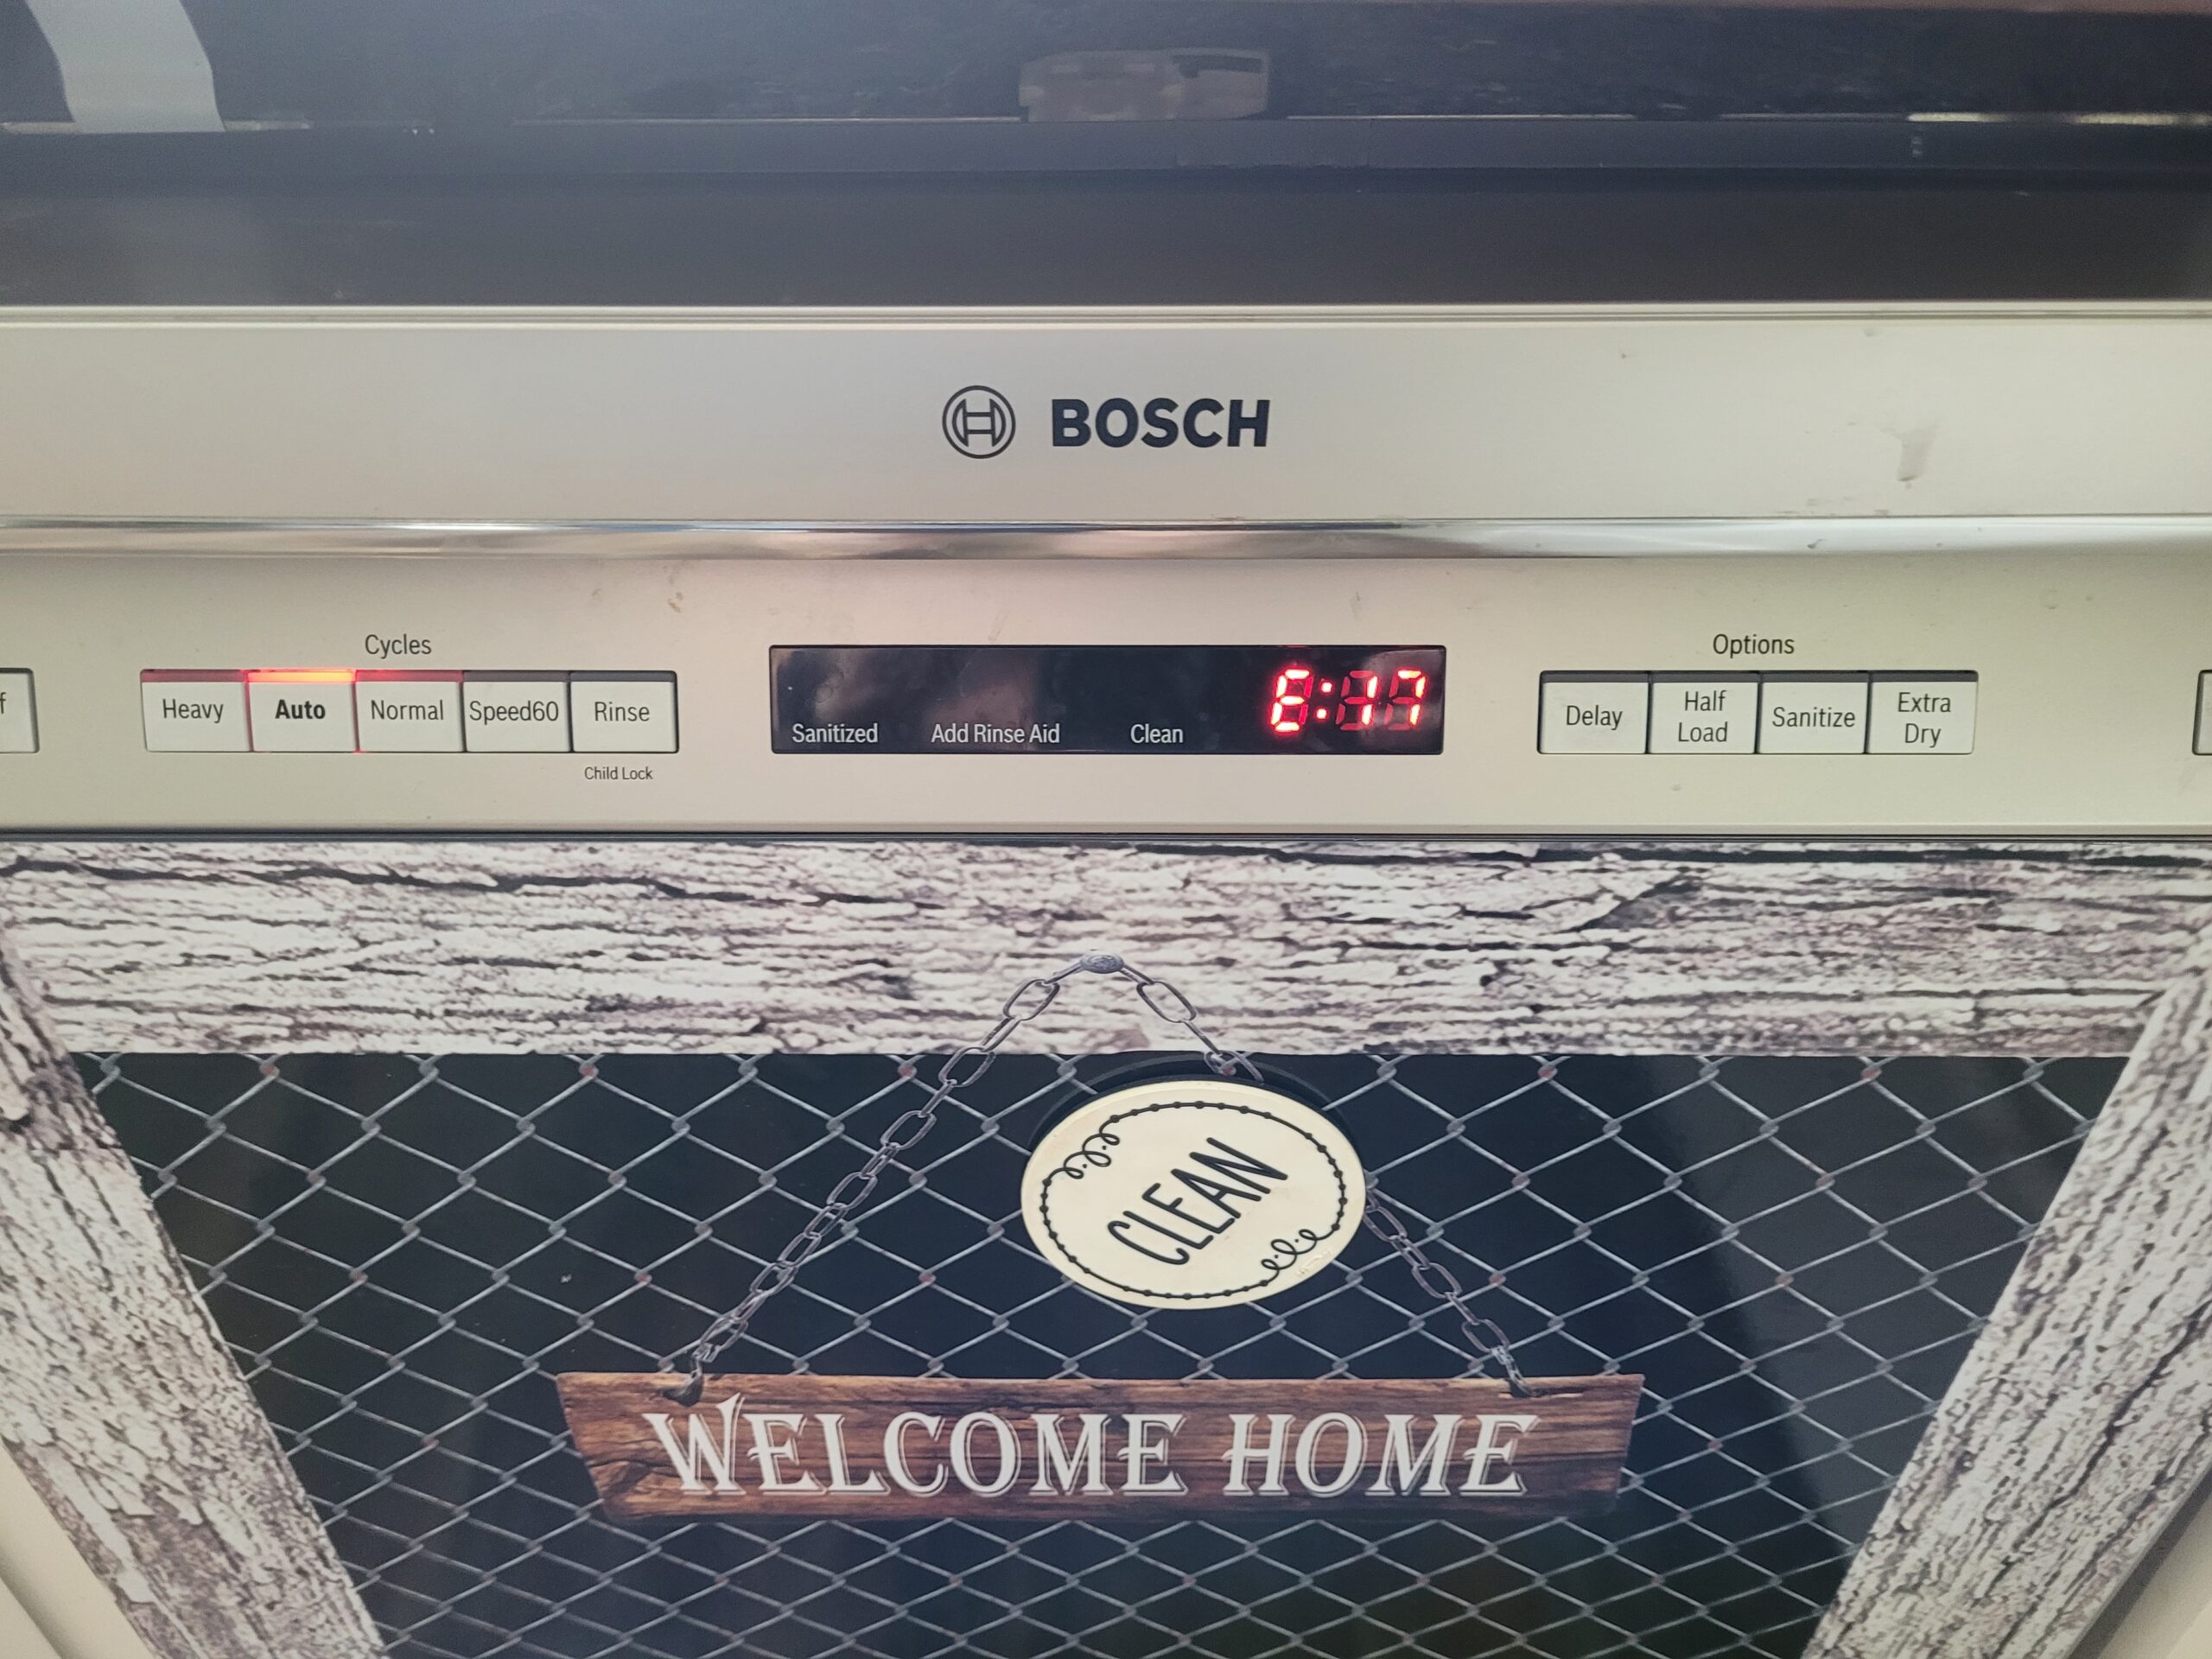 BOSCH
Cycles
Heavy Auto Normal Speed60 Rinse
Child Lock
Sanitized Add Rinse Aid Clean
E:17
Options
Delay Half Load Sanitize Extra Dry
CLEAN
WELCOME HOME